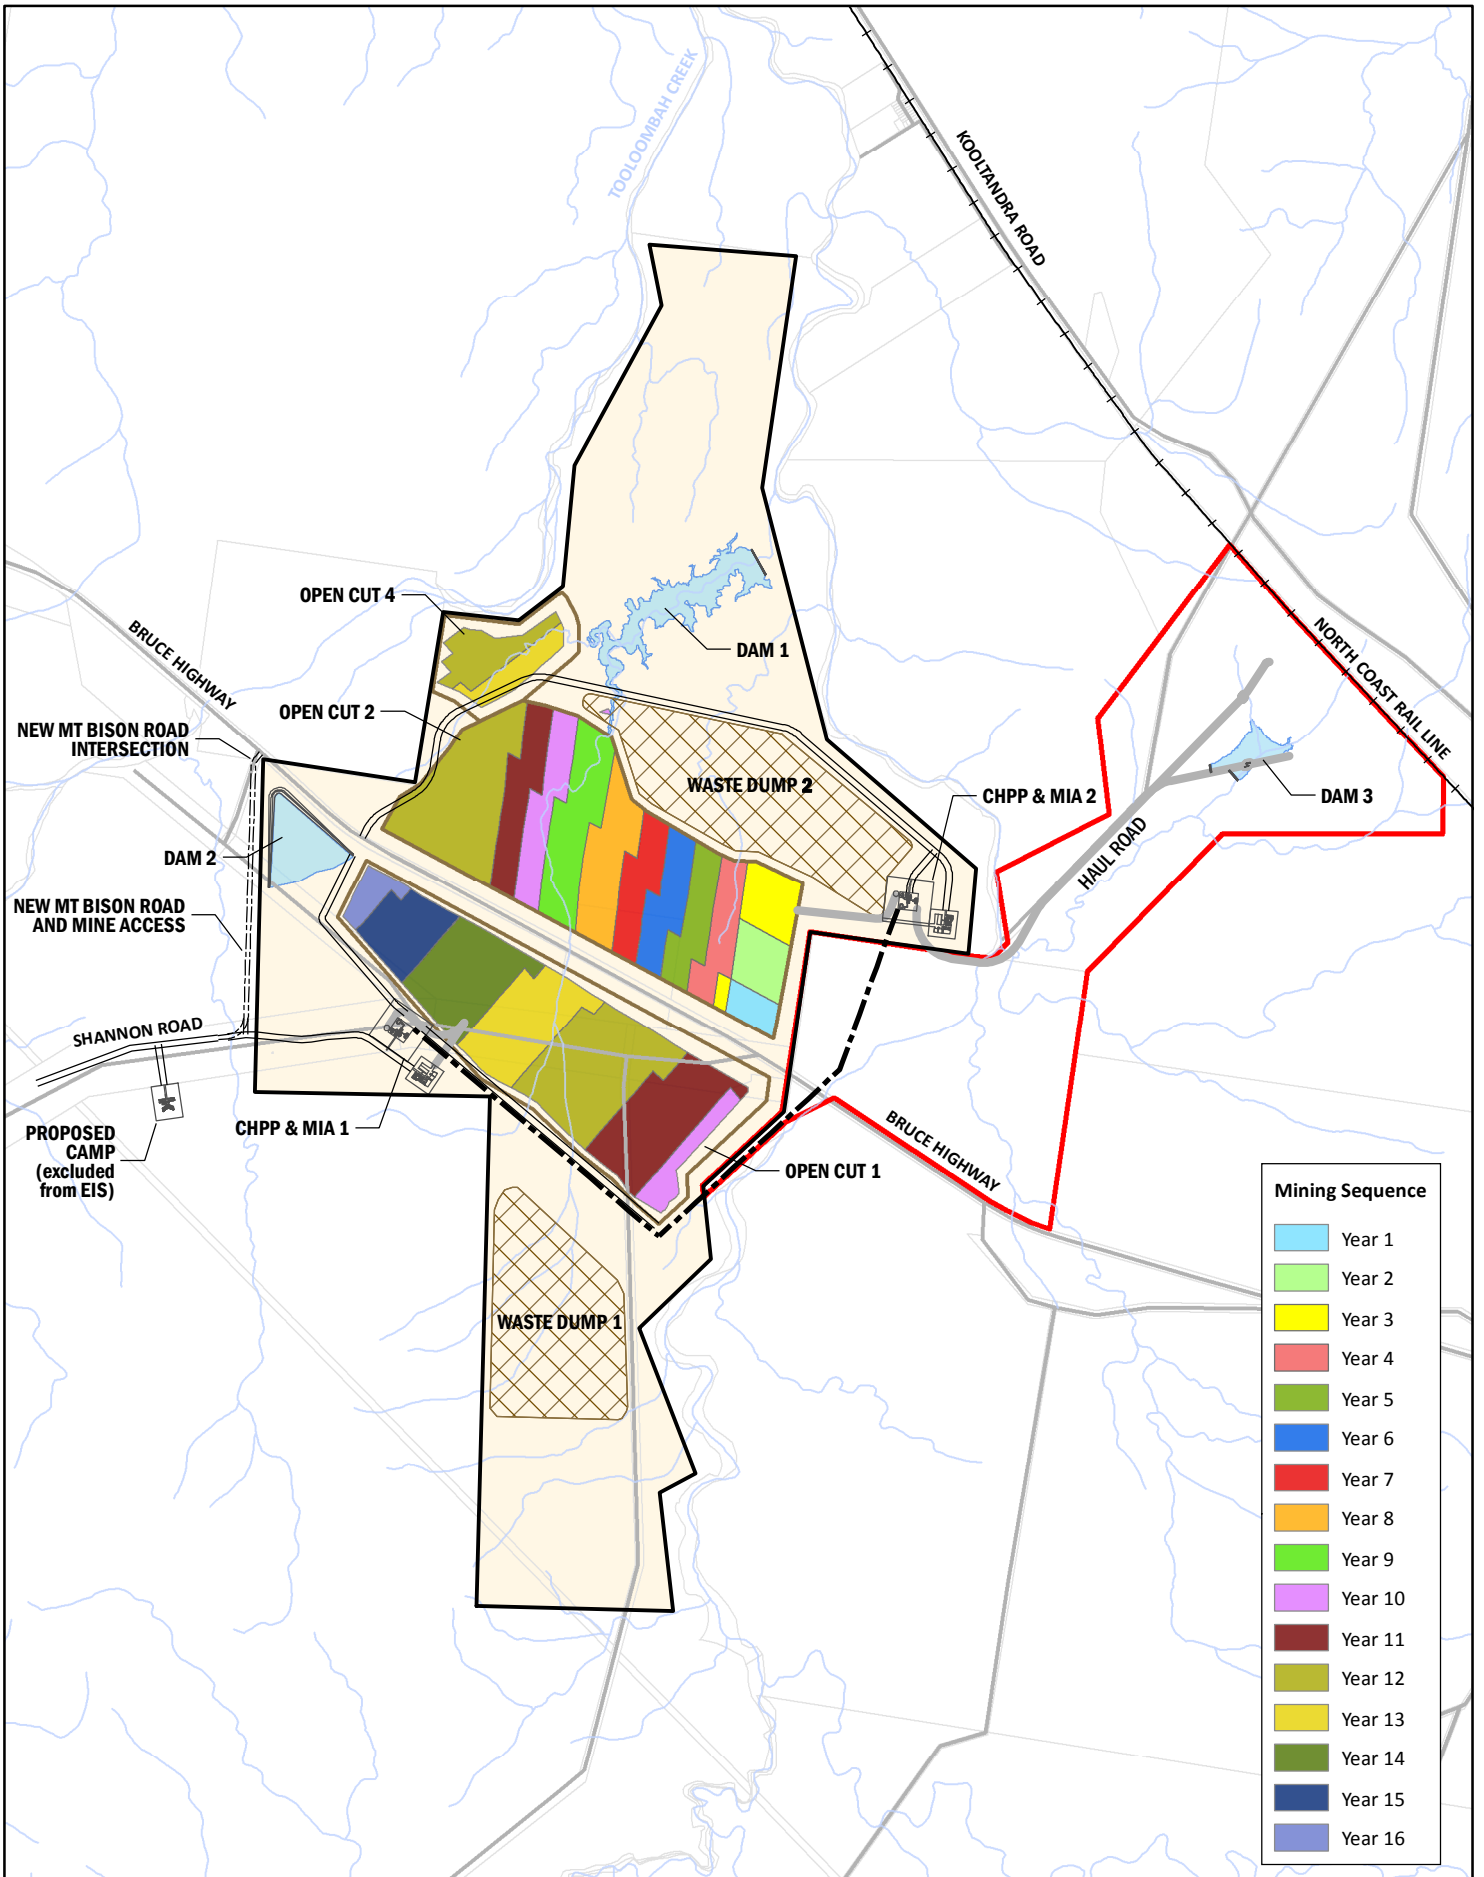 TOOLOOMBAH CREEK
KOOLTANDRA ROAD
OPEN CUT 4
BRUCE HIGHWAY
DAM 1
NORTH COAST RAIL LINE
OPEN CUT 2
NEW MT BISON ROAD
INTERSECTION
WASTE DUMP 2
CHPP & MIA 2
DAM 3
HAUL ROAD
DAM 2
NEW MT BISON ROAD
AND MINE ACCESS
SHANNON ROAD
PROPOSED
CAMP
(excluded
from EIS)
CHPP & MIA 1
BRUCE HIGHWAY
OPEN CUT 1
WASTE DUMP 1
Mining Sequence
Year 1
Year 2
Year 3
Year 4
Year 5
Year 6
Year 7
Year 8
Year 9
Year 10
Year 11
Year 12
Year 13
Year 14
Year 15
Year 16